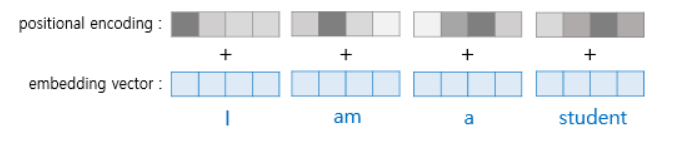 positional encoding :
+ + + +
embedding vector :
I am a student